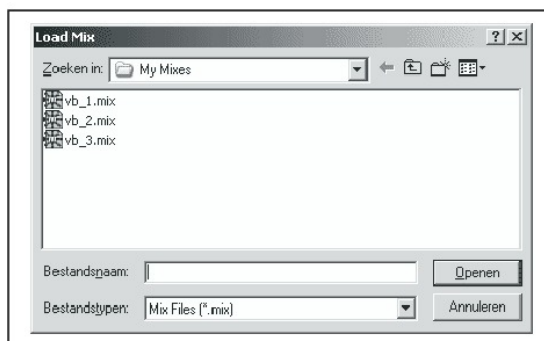 Load Mix
Zoeken in: My Mixes
vb_1.mix
vb_2.mix
vb_3.mix
Bestandsnaam: Openen
Bestandstypen: Mix Files (*.mix) Annuleren